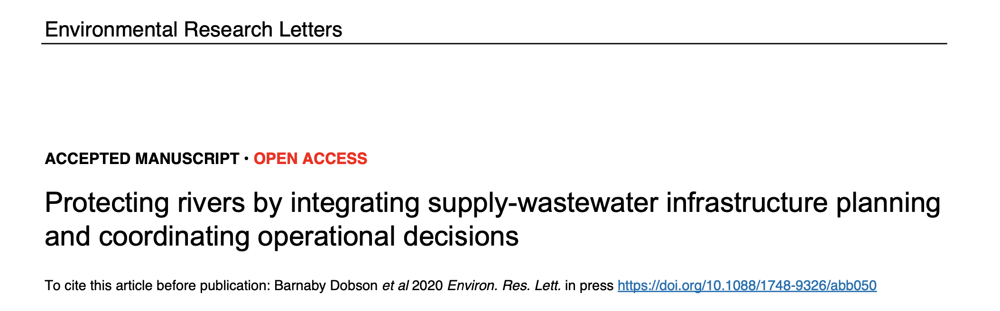 Environmental Research Letters
ACCEPTED MANUSCRIPT • OPEN ACCESS
Protecting rivers by integrating supply-wastewater infrastructure planning
and coordinating operational decisions
To cite this article before publication: Barnaby Dobson et al 2020 Environ. Res. Lett. in press https://doi.org/10.1088/1748-9326/abb050